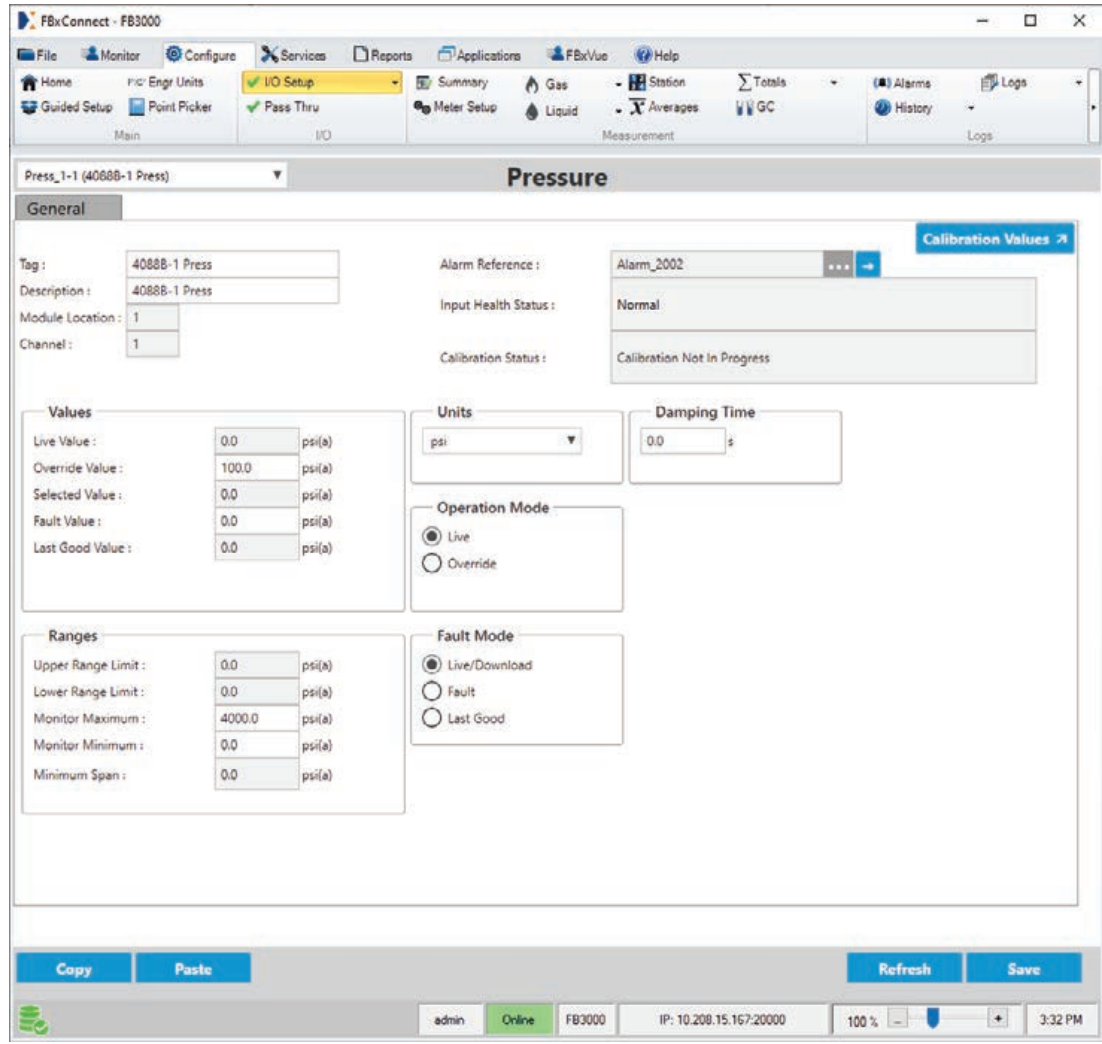 FBxConnect - FB3000
File Monitor Configure Services Reports Applications FBxVue Help
Home Engr Units I/O Setup Summary Gas Station Totals Alarms Logs
Guided Setup Point Picker Pass Thru Meter Setup Liquid Averages GC History
Main I/O Measurement Logs
Press_1-1 (4088B-1 Press) Pressure
General
Calibration Values
Tag : 4088B-1 Press Alarm Reference : Alarm_2002 ...
Description : 4088B-1 Press
Input Health Status : Normal
Module Location : 1
Channel : 1
Calibration Status : Calibration Not In Progress
Values Units Damping Time
Live Value : 0.0 psi(a) psi 0.0 s
Override Value : 100.0 psi(a)
Selected Value : 0.0 psi(a)
Operation Mode
Fault Value : 0.0 psi(a)
Live
Last Good Value : 0.0 psi(a)
Override
Ranges Fault Mode
Upper Range Limit : 0.0 psi(a) Live/Download
Lower Range Limit : 0.0 psi(a) Fault
Monitor Maximum : 4000.0 psi(a) Last Good
Monitor Minimum : 0.0 psi(a)
Minimum Span : 0.0 psi(a)
Copy Paste Refresh Save
admin Online FB3000 IP: 10.208.15.167:20000 100 % - + 3:32 PM